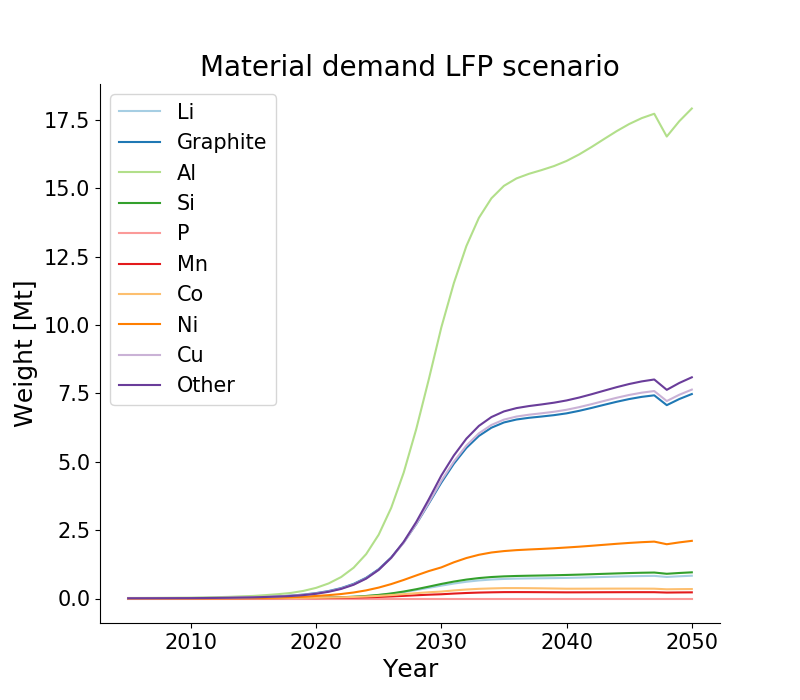 Material demand LFP scenario
Li
Graphite
Al
Si
P
Mn
Co
Ni
Cu
Other
17.5
15.0
12.5
10.0
7.5
5.0
2.5
0.0
Weight [Mt]
2010 2020 2030 2040 2050
Year